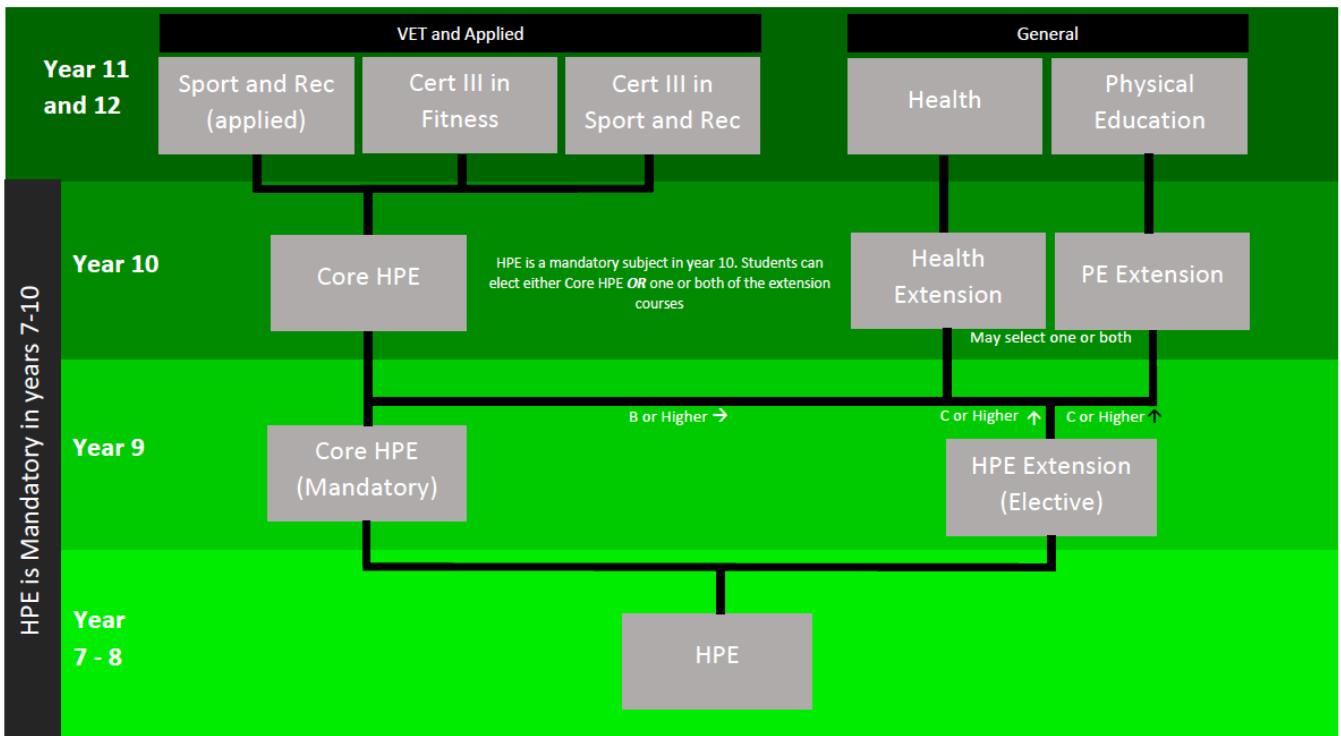 VET and Applied
General
Year 11
and 12
Sport and Rec
(applied)
Cert III in
Fitness
Cert III in
Sport and Rec
Health
Physical
Education
HPE is Mandatory in years 7-10
Year 10
Core HPE
HPE is a mandatory subject in year 10. Students can
elect either Core HPE OR one or both of the extension
courses
Health
Extension
PE Extension
May select one or both
B or Higher →
C or Higher ↑
C or Higher ↑
Year 9
Core HPE
(Mandatory)
HPE Extension
(Elective)
Year
7 - 8
HPE